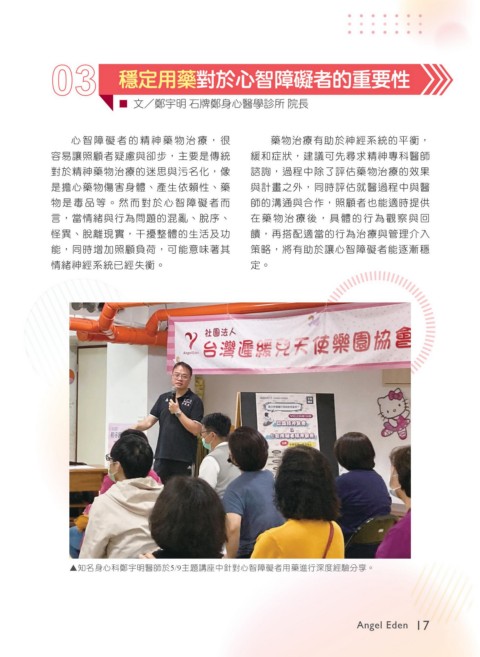 03
穩定用藥對於心智障礙者的重要性
■ 文／鄭宇明 石牌鄭身心醫學診所 院長
心智障礙者的精神藥物治療，很
容易讓照顧者疑慮與卻步，主要是傳統
對於精神藥物治療的迷思與污名化，像
是擔心藥物傷害身體、產生依賴性、藥
物是毒品等。然而對於心智障礙者而
言，當情緒與行為問題的混亂、脫序、
怪異、脫離現實，干擾整體的生活及功
能，同時增加照顧負荷，可能意味著其
情緒神經系統已經失衡。
藥物治療有助於神經系統的平衡，
緩和症狀，建議可先尋求精神專科醫師
諮詢，過程中除了評估藥物治療的效果
與計畫之外，同時評估就醫過程中與醫
師的溝通與合作，照顧者也能適時提供
在藥物治療後，具體的行為觀察與回
饋，再搭配適當的行為治療與管理介入
策略，將有助於讓心智障礙者能逐漸穩
定。
社團法人
台灣遲緩兒天使樂園協會
▲知名身心科鄭宇明醫師於5/9主題講座中針對心智障礙者用藥進行深度經驗分享。
Angel Eden 17